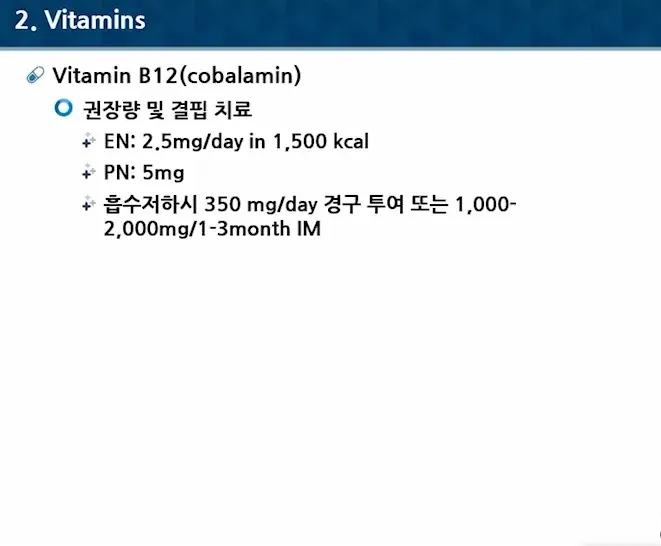 2. Vitamins
Vitamin B12(cobalamin)
권장량 및 결핍 치료
EN: 2.5mg/day in 1,500 kcal
PN: 5mg
흡수저하시 350 mg/day 경구 투여 또는 1,000-
2,000mg/1-3month IM